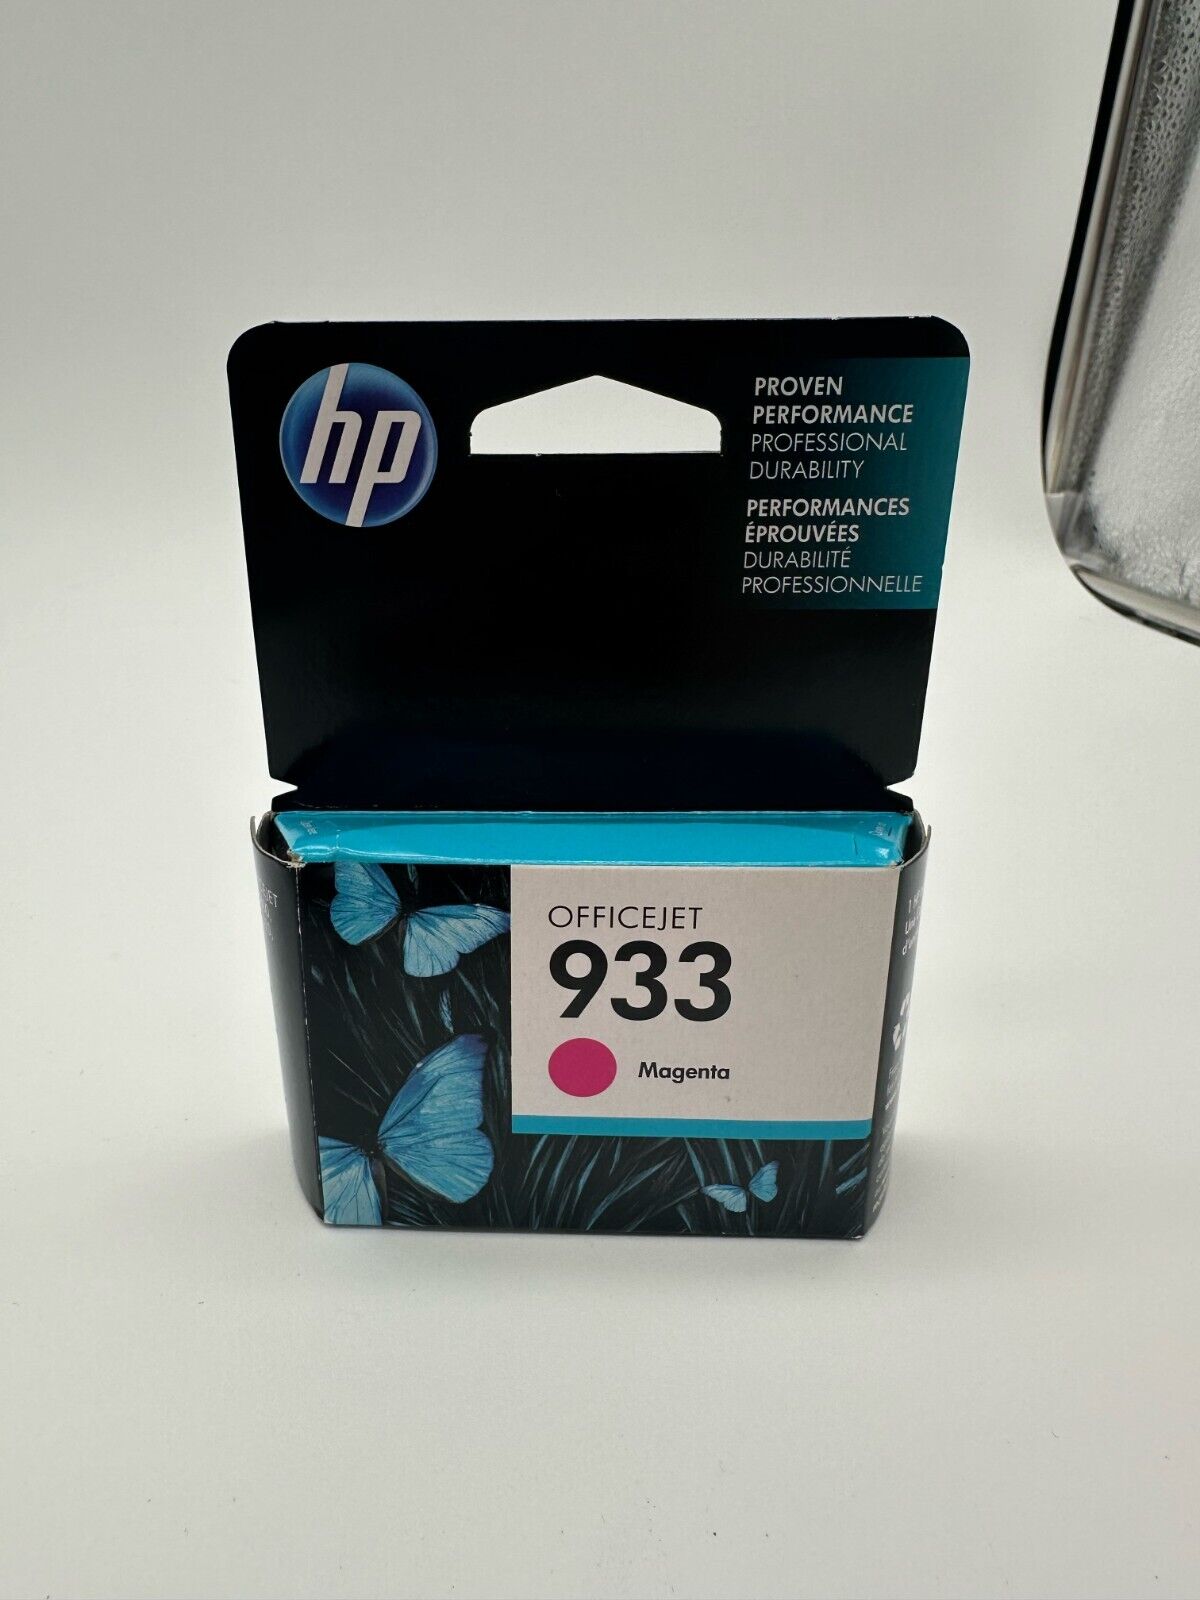 hp
PROVEN
PERFORMANCE
PROFESSIONAL
DURABILITY
PERFORMANCES
ÉPROUVÉES
DURABILITÉ
PROFESSIONNELLE
OFFICEJET
933
Magenta